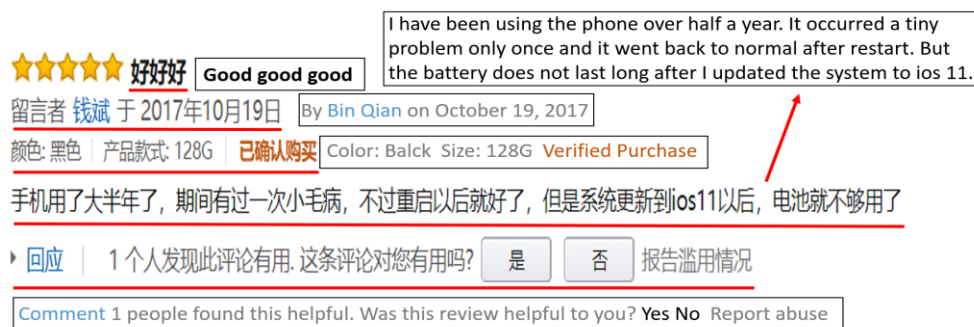 I have been using the phone over half a year. It occurred a tiny
problem only once and it went back to normal after restart. But
the battery does not last long after I updated the system to ios 11.
好好好 Good good good
留言者 钱斌 于 2017年10月19日 By Bin Qian on October 19, 2017
颜色: 黑色 | 产品款式: 128G | 已确认购买 Color: Balck Size: 128G Verified Purchase
手机用了大半年了，期间有过一次小毛病，不过重启以后就好了，但是系统更新到ios11以后，电池就不够用了
回应 | 1 个人发现此评论有用. 这条评论对您有用吗? 是 否 报告滥用情况
Comment 1 people found this helpful. Was this review helpful to you? Yes No Report abuse